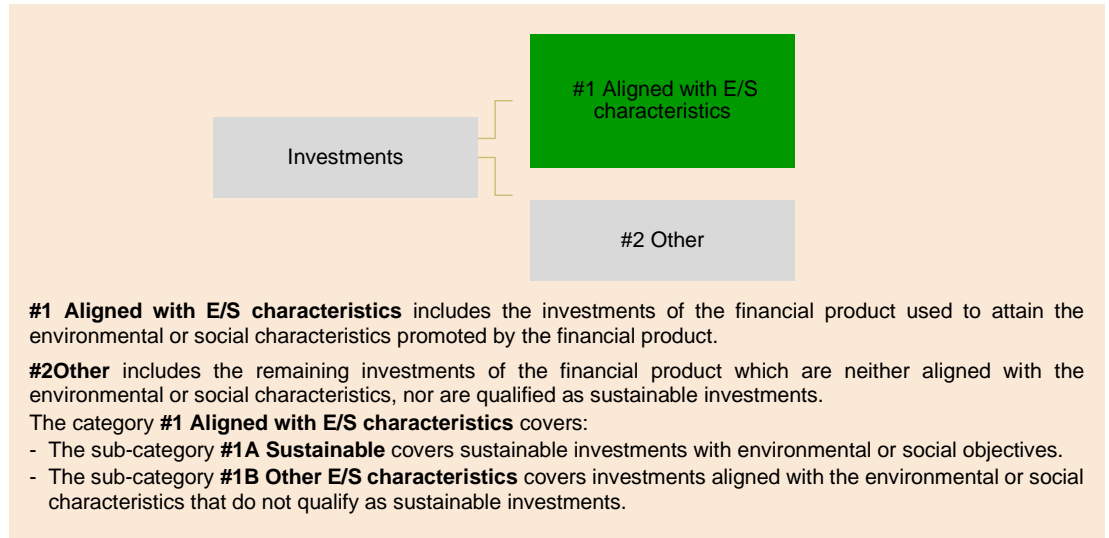 #1 Aligned with E/S
characteristics
Investments
#2 Other
#1 Aligned with E/S characteristics includes the investments of the financial product used to attain the
environmental or social characteristics promoted by the financial product.
#2Other includes the remaining investments of the financial product which are neither aligned with the
environmental or social characteristics, nor are qualified as sustainable investments.
The category #1 Aligned with E/S characteristics covers:
- The sub-category #1A Sustainable covers sustainable investments with environmental or social objectives.
- The sub-category #1B Other E/S characteristics covers investments aligned with the environmental or social
characteristics that do not qualify as sustainable investments.